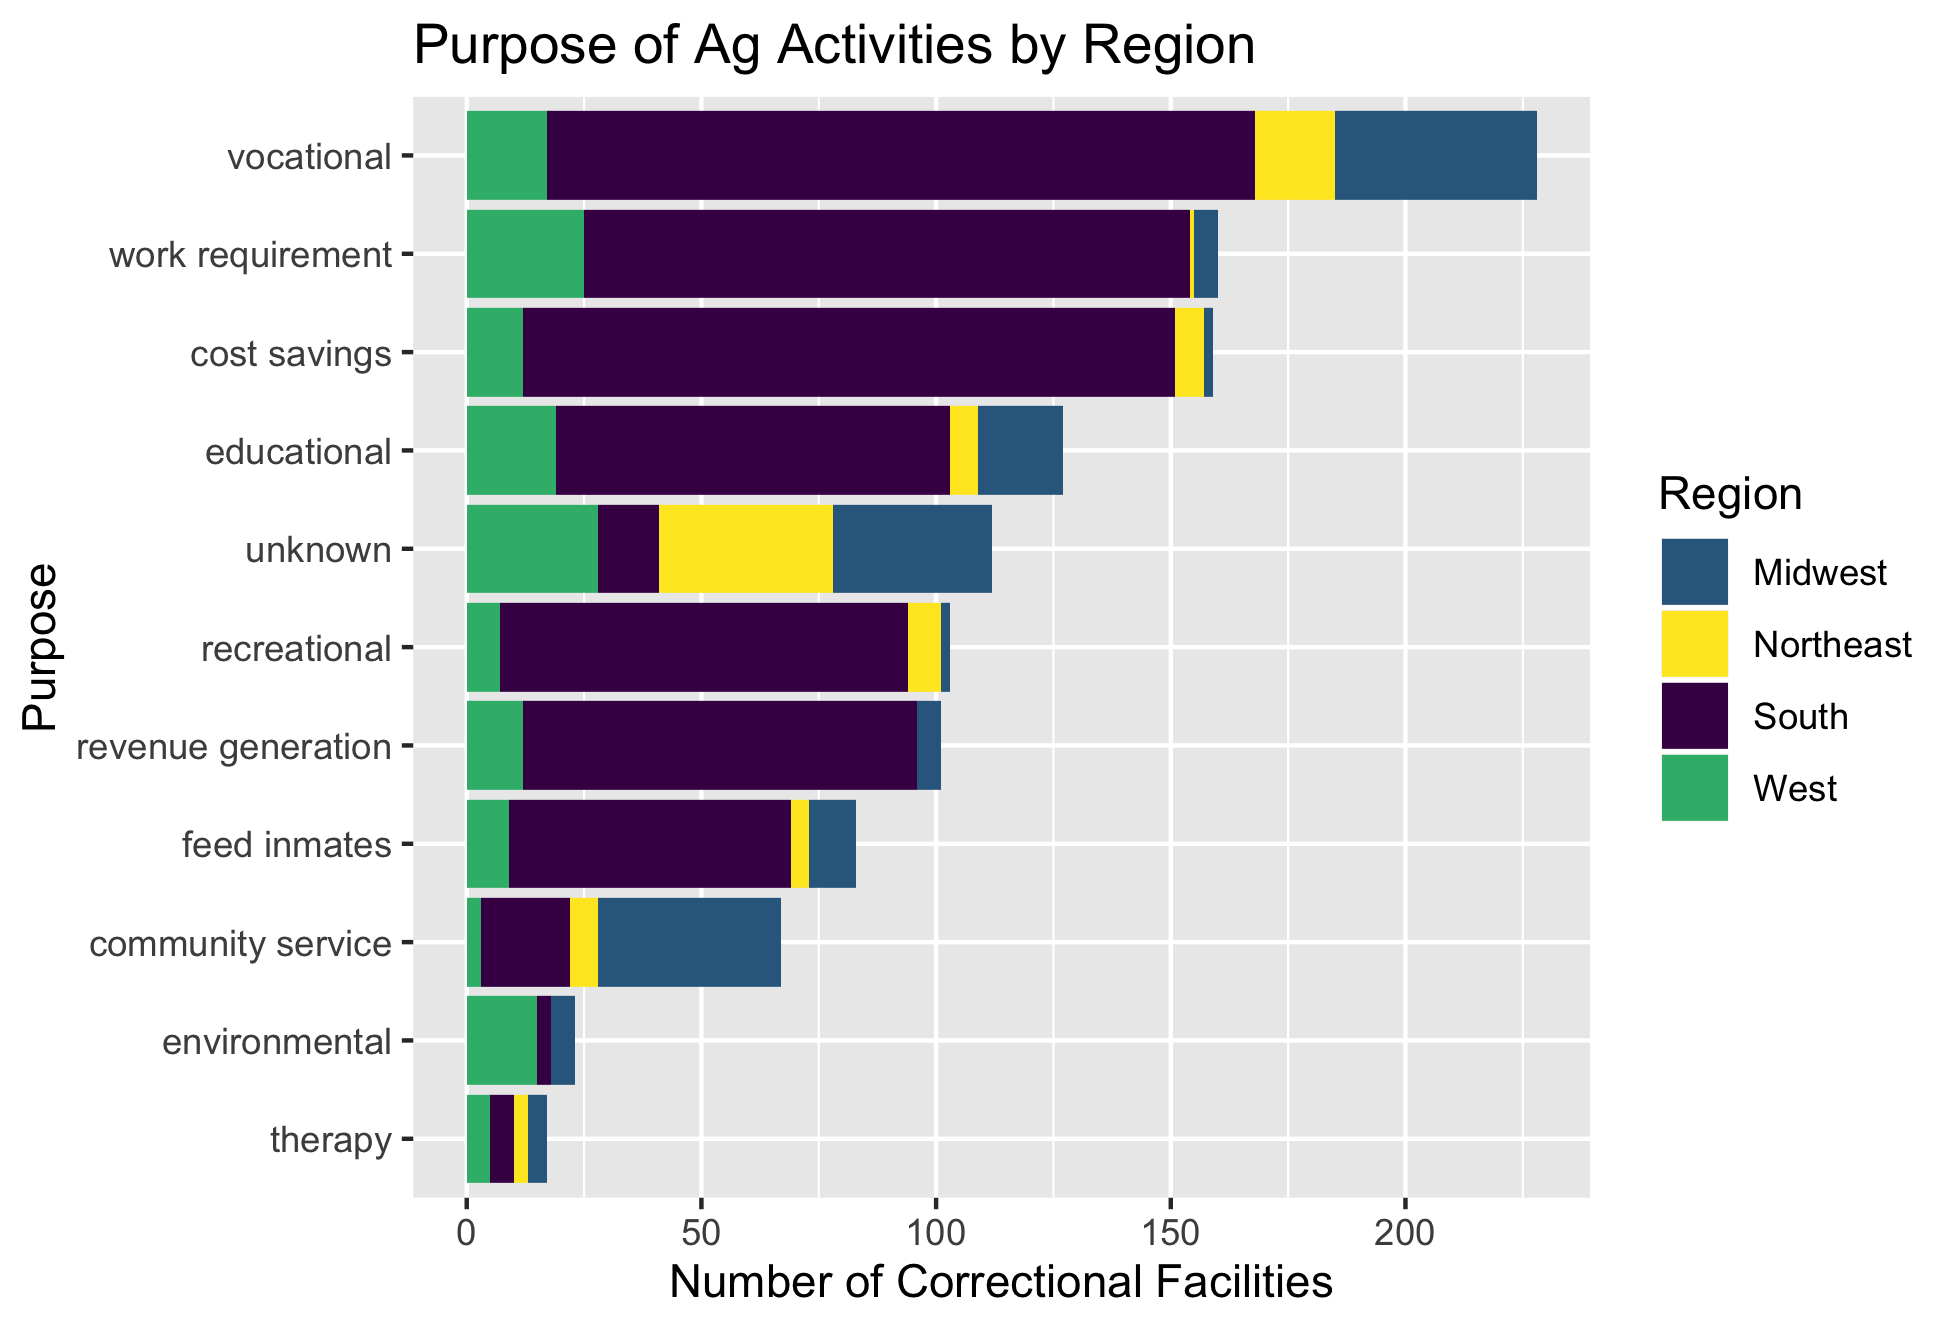 Purpose of Ag Activities by Region
vocational
work requirement
cost savings
educational
unknown
recreational
revenue generation
feed inmates
community service
environmental
therapy
Purpose
0 50 100 150 200
Number of Correctional Facilities
Region
Midwest
Northeast
South
West